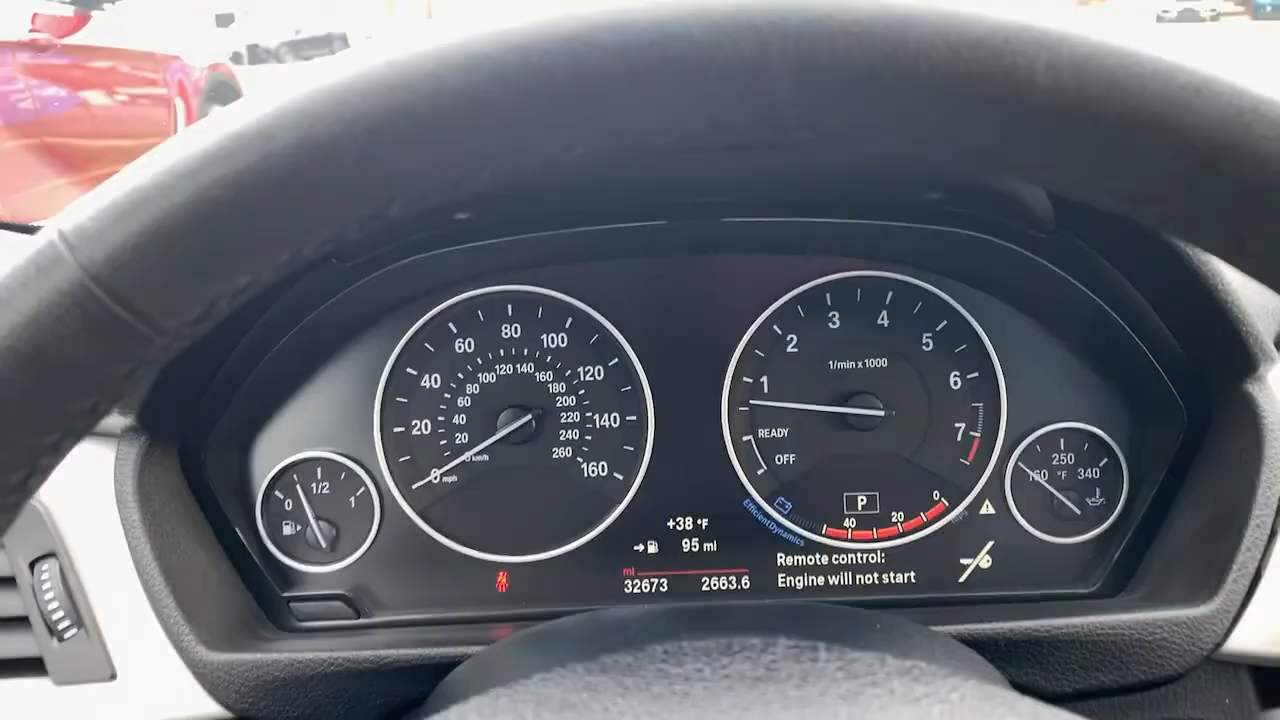 0 1/2 1
0 20 40 60 80 100 120 140 160
mph
0 20 40 60 80 100 120 140 160 180 200 220 240 260
km/h
1 2 3 4 5 6 7
1/min x 1000
READY
OFF
P
40 20 0
EfficientDynamics
160 250 340
°F
+38 °F
95 mi
mi
32673 2663.6
Remote control:
Engine will not start